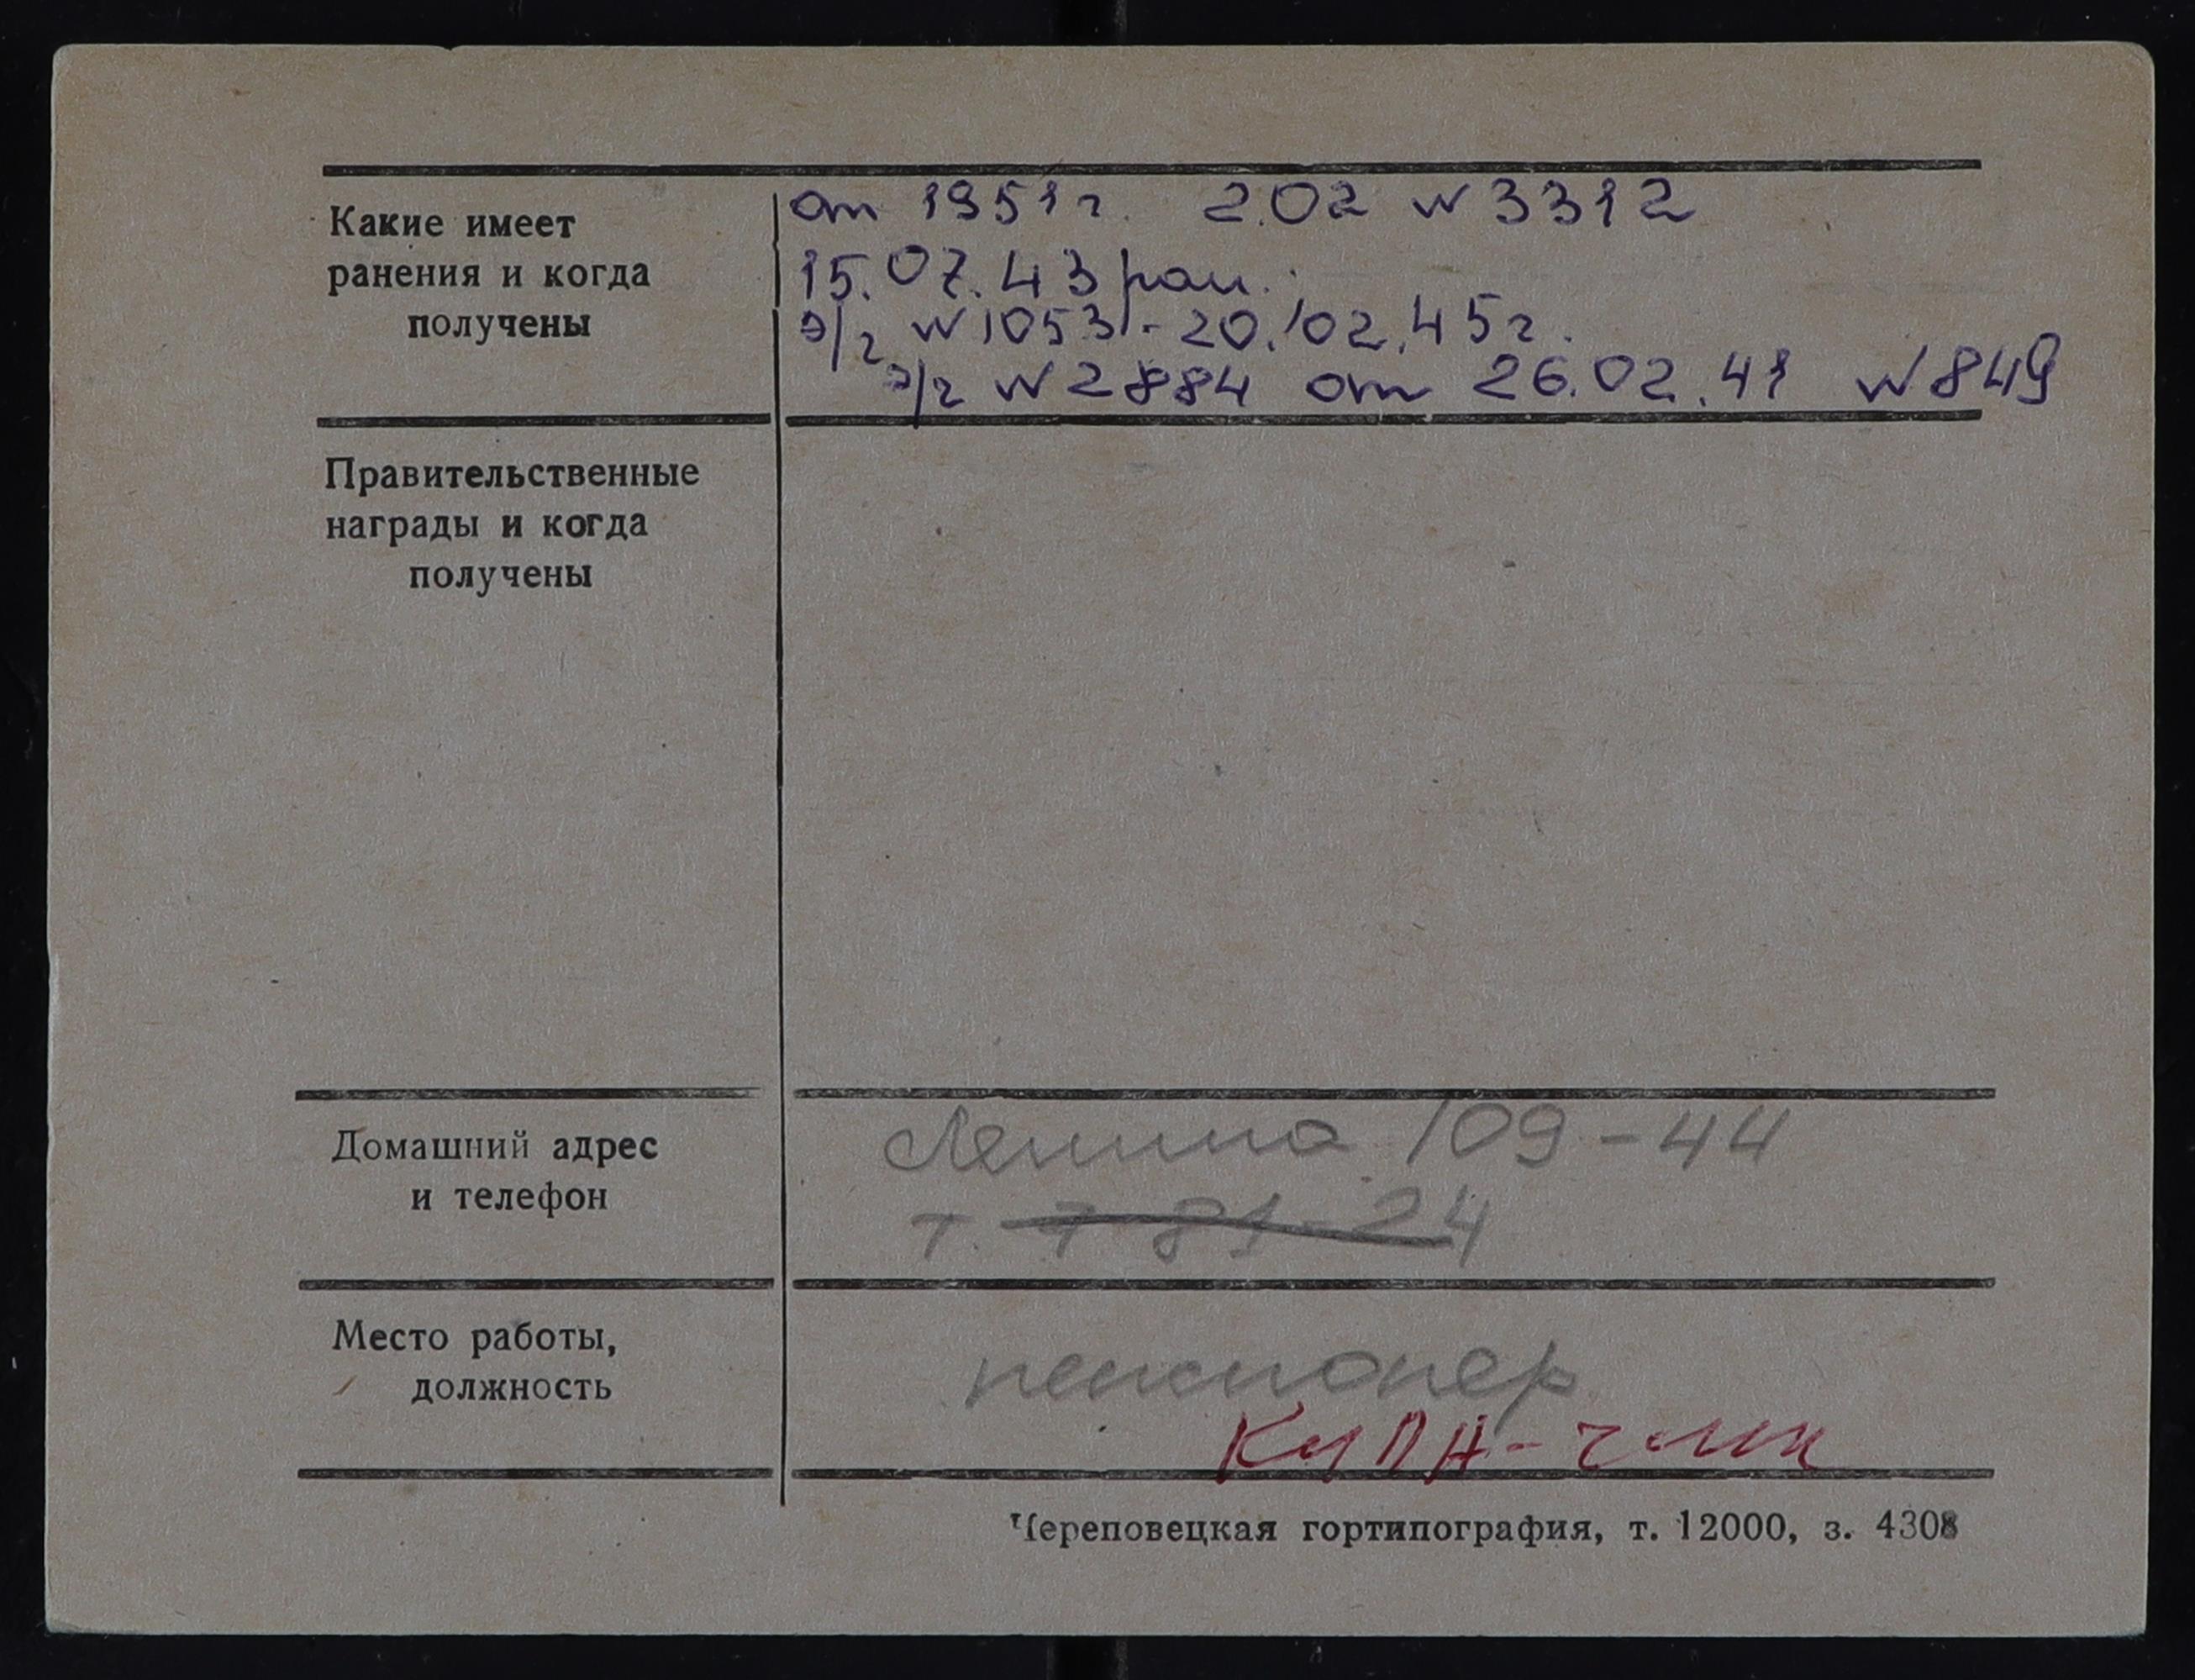 Какие имеет
ранения и когда
получены
от 1951г. 2.02 № 3312
15.07.43 ран.
э/г № 1053 - 20.02.45г.
э/г № 2884 от 26.02.41 № 849
Правительственные
награды и когда
получены
Домашний адрес
и телефон
Ленина 109-44
т. 7-81-24
Место работы,
должность
пенсионер
Череповецкая гортипография, т. 12000, з. 4308